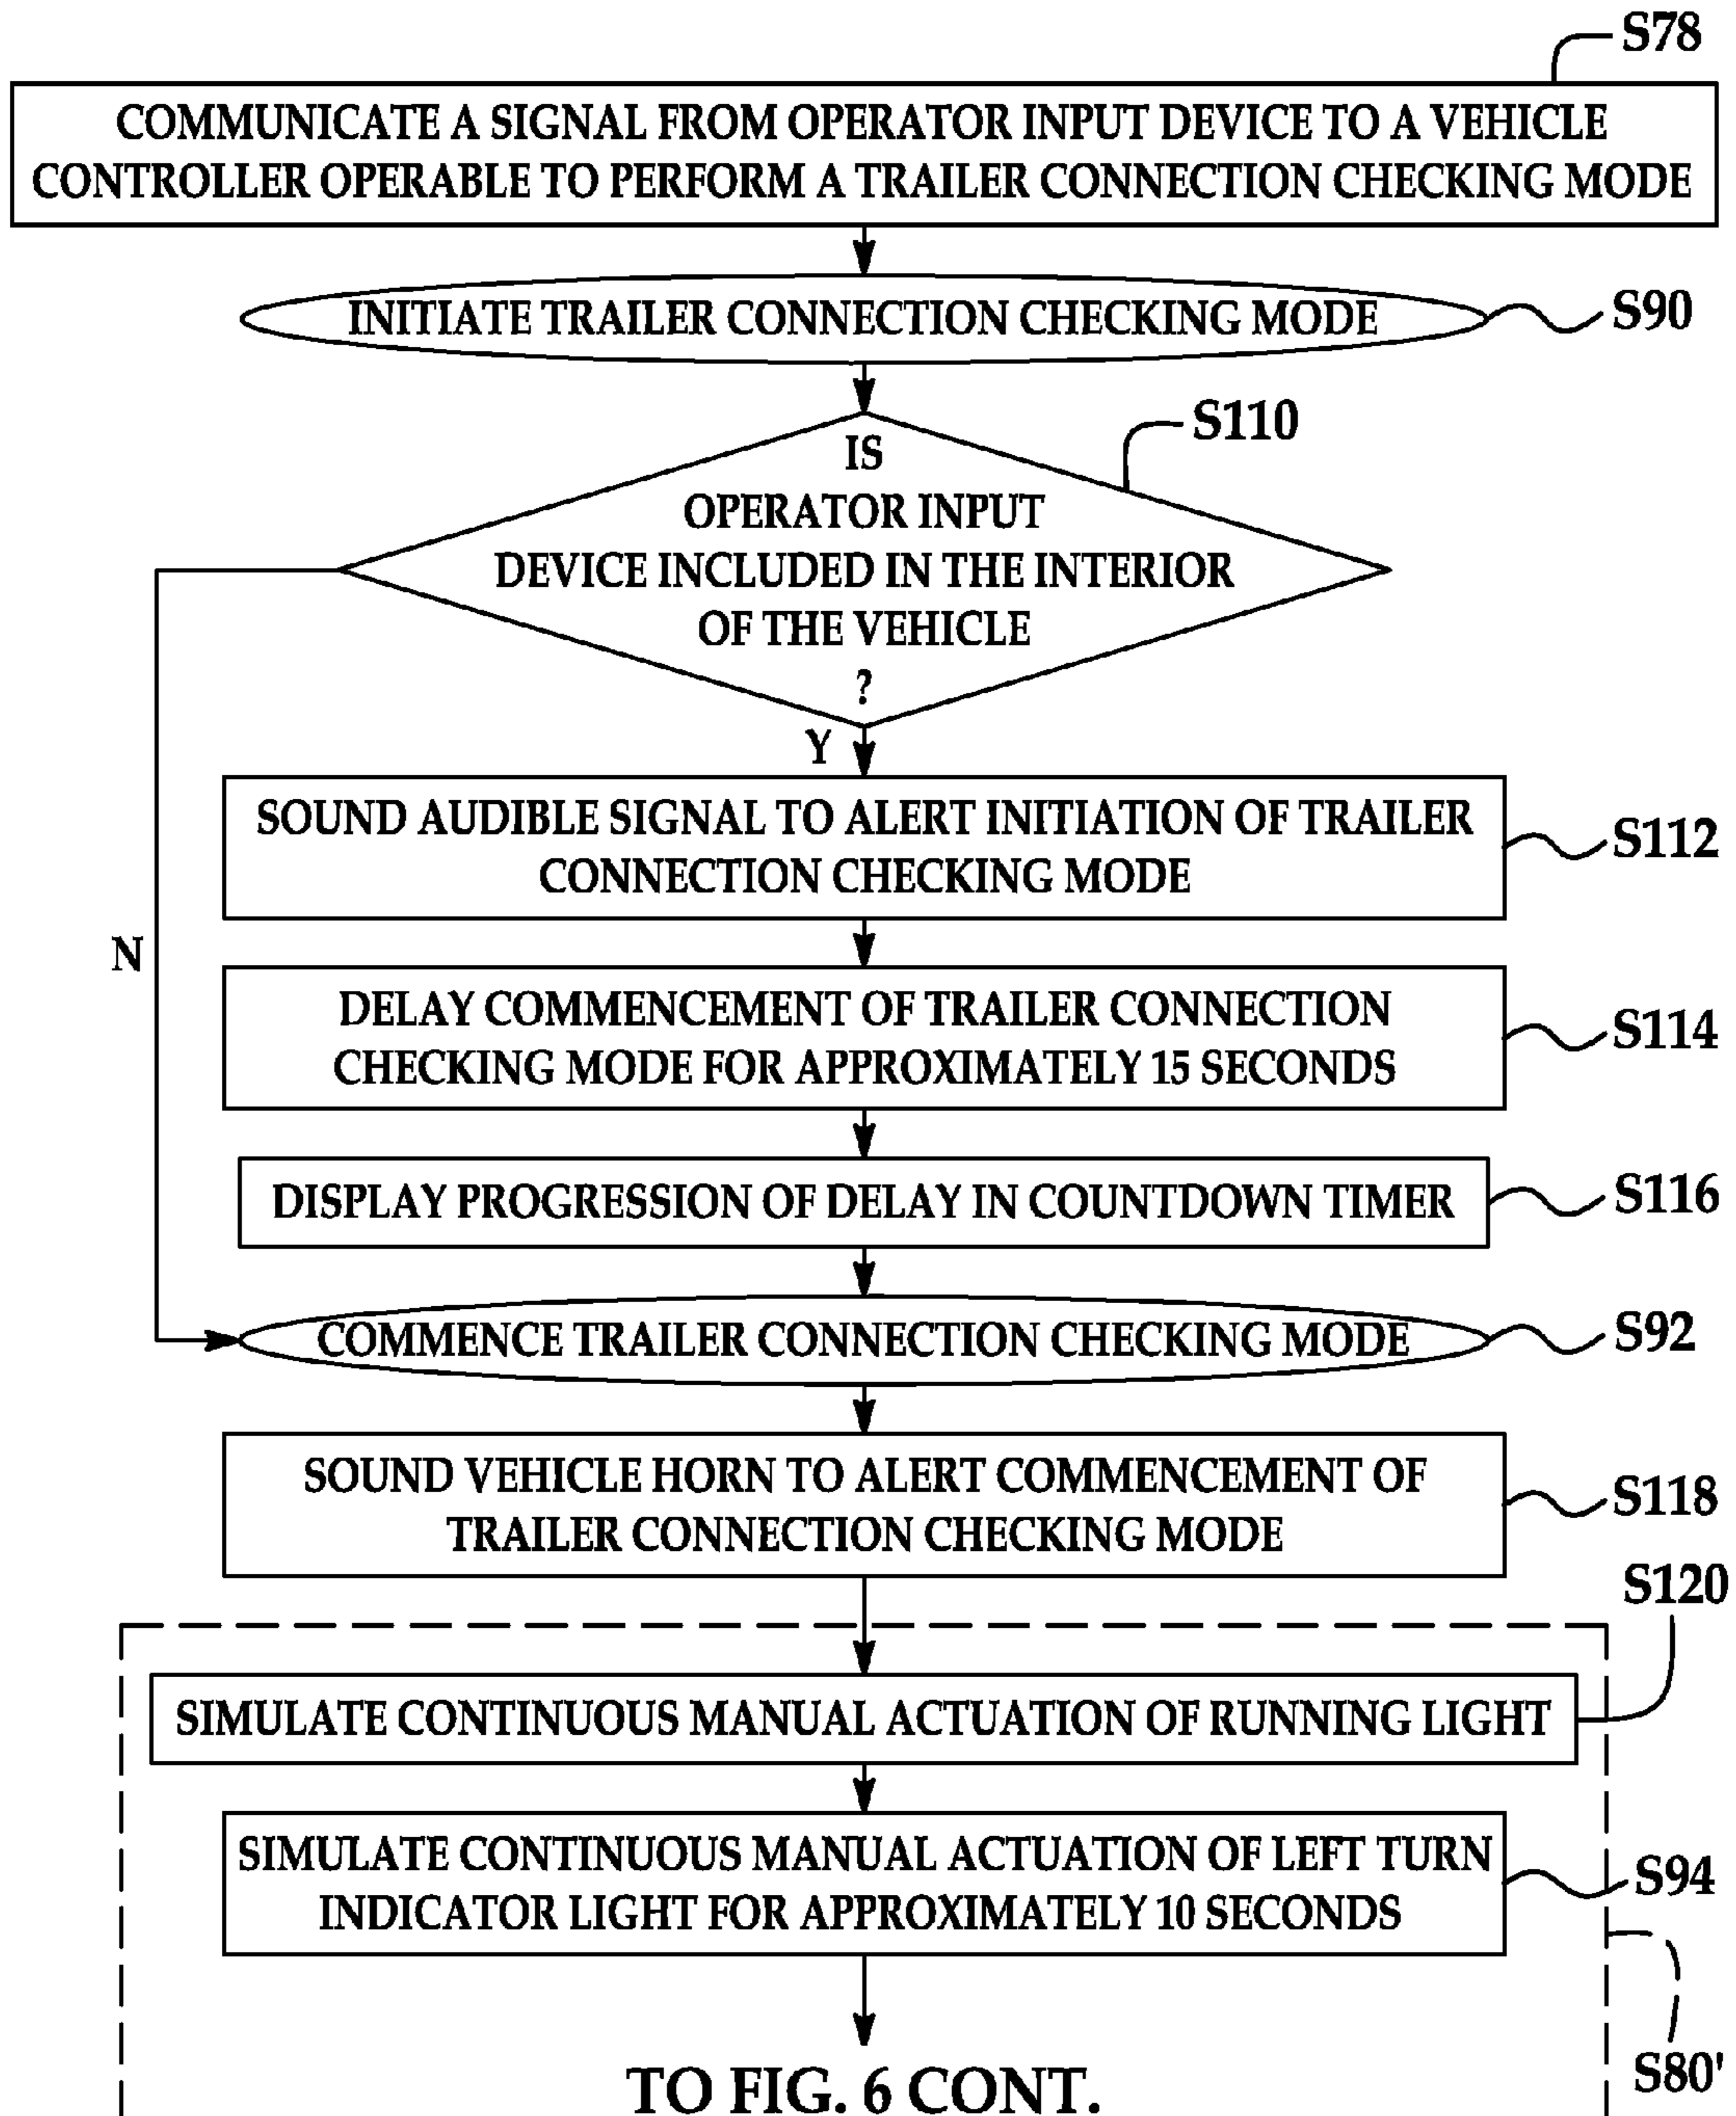 S78
COMMUNICATE A SIGNAL FROM OPERATOR INPUT DEVICE TO A VEHICLE
CONTROLLER OPERABLE TO PERFORM A TRAILER CONNECTION CHECKING MODE
INITIATE TRAILER CONNECTION CHECKING MODE
S90
S110
IS
OPERATOR INPUT
DEVICE INCLUDED IN THE INTERIOR
OF THE VEHICLE
?
Y
SOUND AUDIBLE SIGNAL TO ALERT INITIATION OF TRAILER
CONNECTION CHECKING MODE
S112
N
DELAY COMMENCEMENT OF TRAILER CONNECTION
CHECKING MODE FOR APPROXIMATELY 15 SECONDS
S114
DISPLAY PROGRESSION OF DELAY IN COUNTDOWN TIMER
S116
COMMENCE TRAILER CONNECTION CHECKING MODE
S92
SOUND VEHICLE HORN TO ALERT COMMENCEMENT OF
TRAILER CONNECTION CHECKING MODE
S118
S120
SIMULATE CONTINUOUS MANUAL ACTUATION OF RUNNING LIGHT
SIMULATE CONTINUOUS MANUAL ACTUATION OF LEFT TURN
INDICATOR LIGHT FOR APPROXIMATELY 10 SECONDS
S94
S80'
TO FIG. 6 CONT.